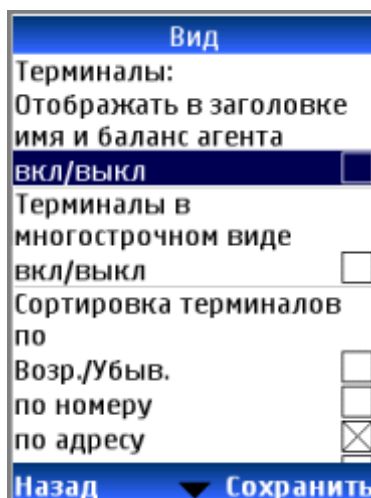 Вид
Терминалы:
Отображать в заголовке
имя и баланс агента
вкл/выкл
Терминалы в
многострочном виде
вкл/выкл
Сортировка терминалов
по
Возр./Убыв.
по номеру
по адресу
Назад Сохранить